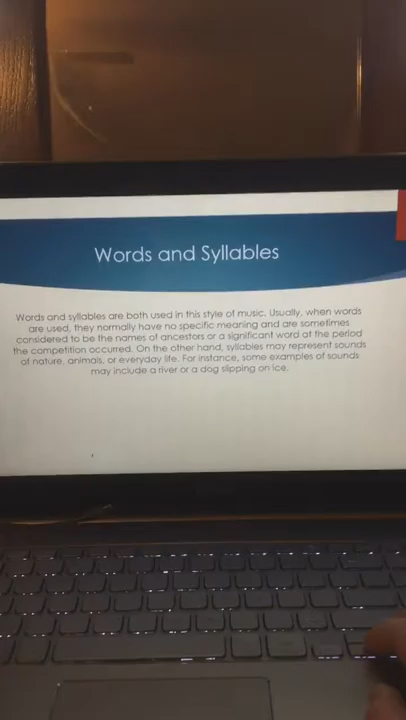 Words and Syllables
Words and syllables are both used in this style of music. Usually, when words
are used, they normally have no specific meaning and are sometimes
considered to be the names of ancestors or a significant word at the period
the competition occurred. On the other hand, syllables may represent sounds
of nature, animals, or everyday life. For instance, some examples of sounds
may include a river or a dog slipping on ice.